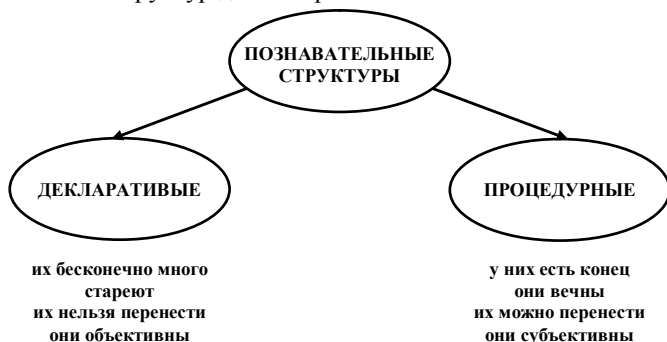 ПОЗНАВАТЕЛЬНЫЕ
СТРУКТУРЫ
ДЕКЛАРАТИВЫЕ
ПРОЦЕДУРНЫЕ
их бесконечно много
стареют
их нельзя перенести
они объективны
у них есть конец
они вечны
их можно перенести
они субъективны